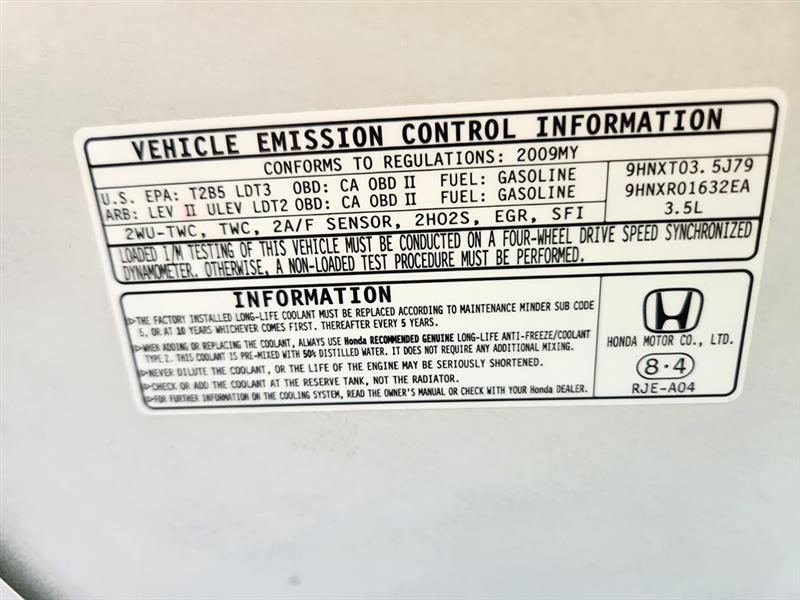 VEHICLE EMISSION CONTROL INFORMATION
CONFORMS TO REGULATIONS: 2009MY
U.S. EPA: T2B5 LDT3 OBD: CA OBD II FUEL: GASOLINE
ARB: LEV II ULEV LDT2 OBD: CA OBD II FUEL: GASOLINE
2WU-TWC, TWC, 2A/F SENSOR, 2HO2S, EGR, SFI
9HNXT03.5J79
9HNXR01632EA
3.5L
LOADED I/M TESTING OF THIS VEHICLE MUST BE CONDUCTED ON A FOUR-WHEEL DRIVE SPEED SYNCHRONIZED
DYNAMOMETER. OTHERWISE, A NON-LOADED TEST PROCEDURE MUST BE PERFORMED.
INFORMATION
▷THE FACTORY INSTALLED LONG-LIFE COOLANT MUST BE REPLACED ACCORDING TO MAINTENANCE MINDER SUB CODE
5, OR AT 10 YEARS WHICHEVER COMES FIRST. THEREAFTER EVERY 5 YEARS.
▷WHEN ADDING OR REPLACING THE COOLANT, ALWAYS USE Honda RECOMMENDED GENUINE LONG-LIFE ANTI-FREEZE/COOLANT
TYPE 2. THIS COOLANT IS PRE-MIXED WITH 50% DISTILLED WATER. IT DOES NOT REQUIRE ANY ADDITIONAL MIXING.
▷NEVER DILUTE THE COOLANT, OR THE LIFE OF THE ENGINE MAY BE SERIOUSLY SHORTENED.
▷CHECK OR ADD THE COOLANT AT THE RESERVE TANK, NOT THE RADIATOR.
▷FOR FURTHER INFORMATION ON THE COOLING SYSTEM, READ THE OWNER'S MANUAL OR CHECK WITH YOUR Honda DEALER.
HONDA MOTOR CO., LTD.
8·4
RJE-A04